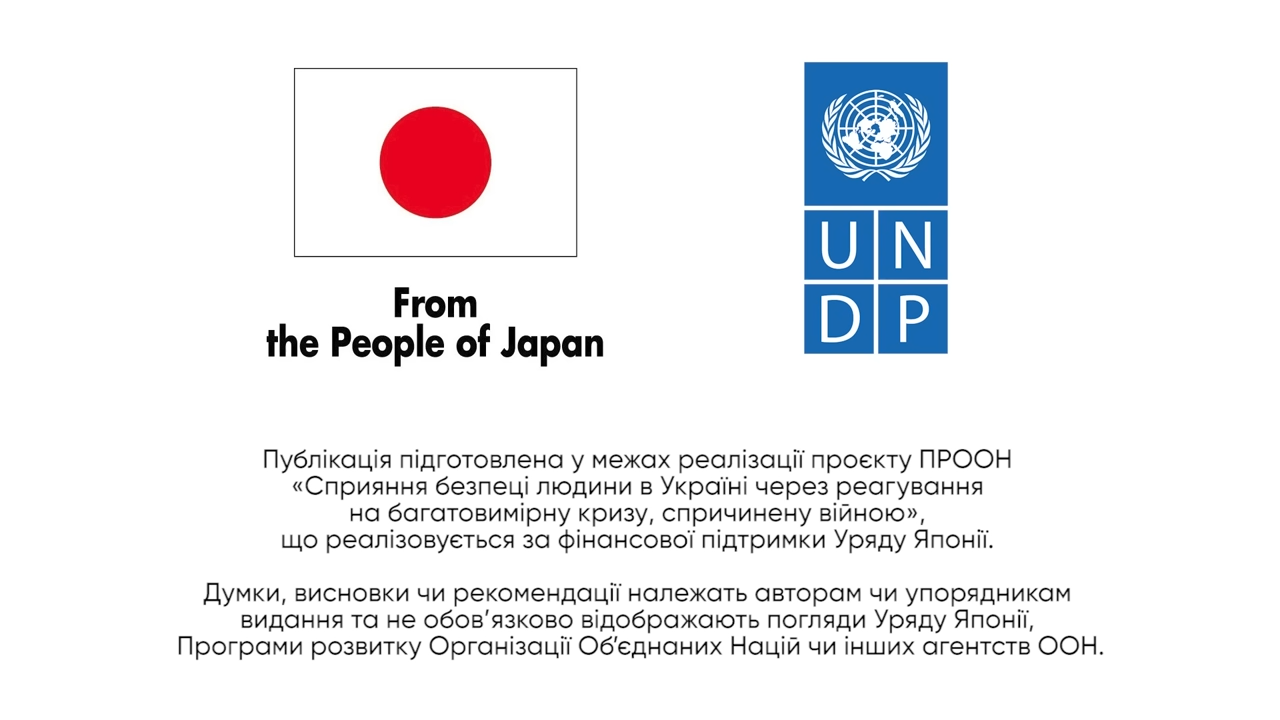 From
the People of Japan
U N
D P
Публікація підготовлена у межах реалізації проєкту ПРООН
«Сприяння безпеці людини в Україні через реагування
на багатовимірну кризу, спричинену війною»,
що реалізовується за фінансової підтримки Уряду Японії.
Думки, висновки чи рекомендації належать авторам чи упорядникам
видання та не обов’язково відображають погляди Уряду Японії,
Програми розвитку Організації Об’єднаних Націй чи інших агентств ООН.